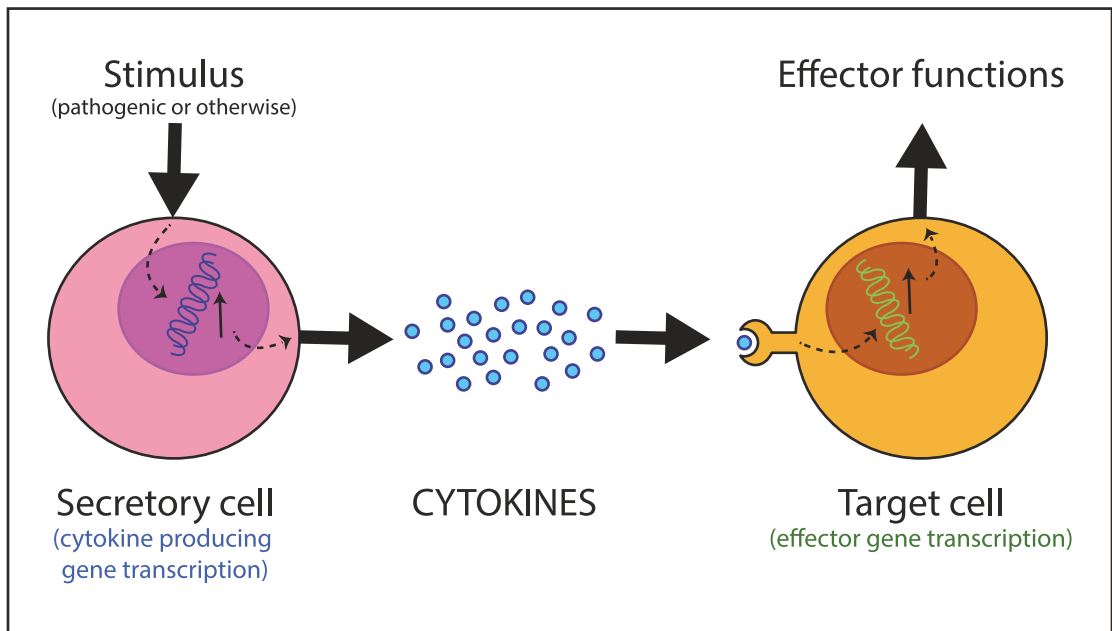 Stimulus
(pathogenic or otherwise)
Effector functions
Secretory cell
(cytokine producing
gene transcription)
CYTOKINES
Target cell
(effector gene transcription)